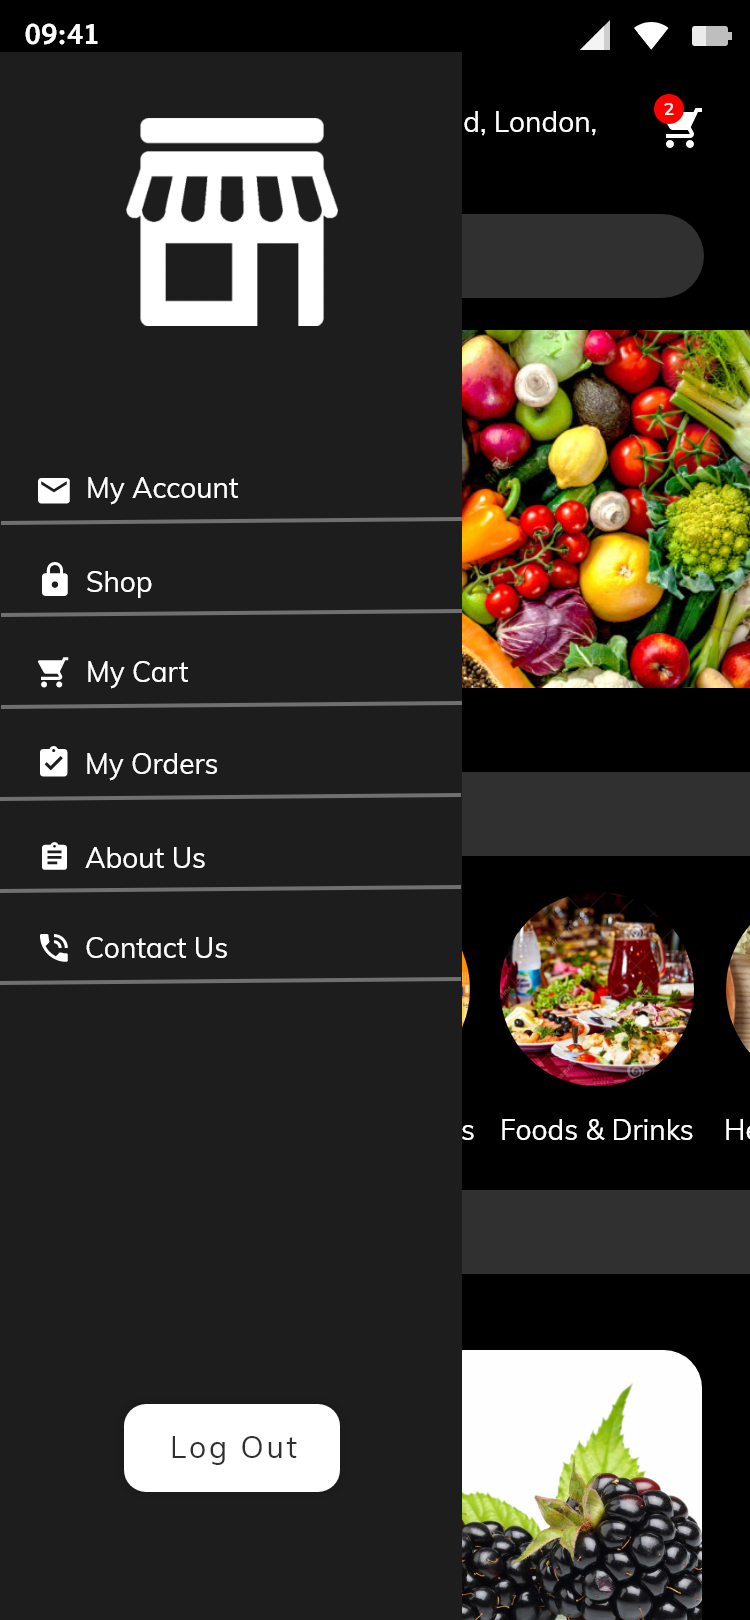 09:41
d, London,
2
My Account
Shop
My Cart
My Orders
About Us
Contact Us
s Foods & Drinks He
Log Out